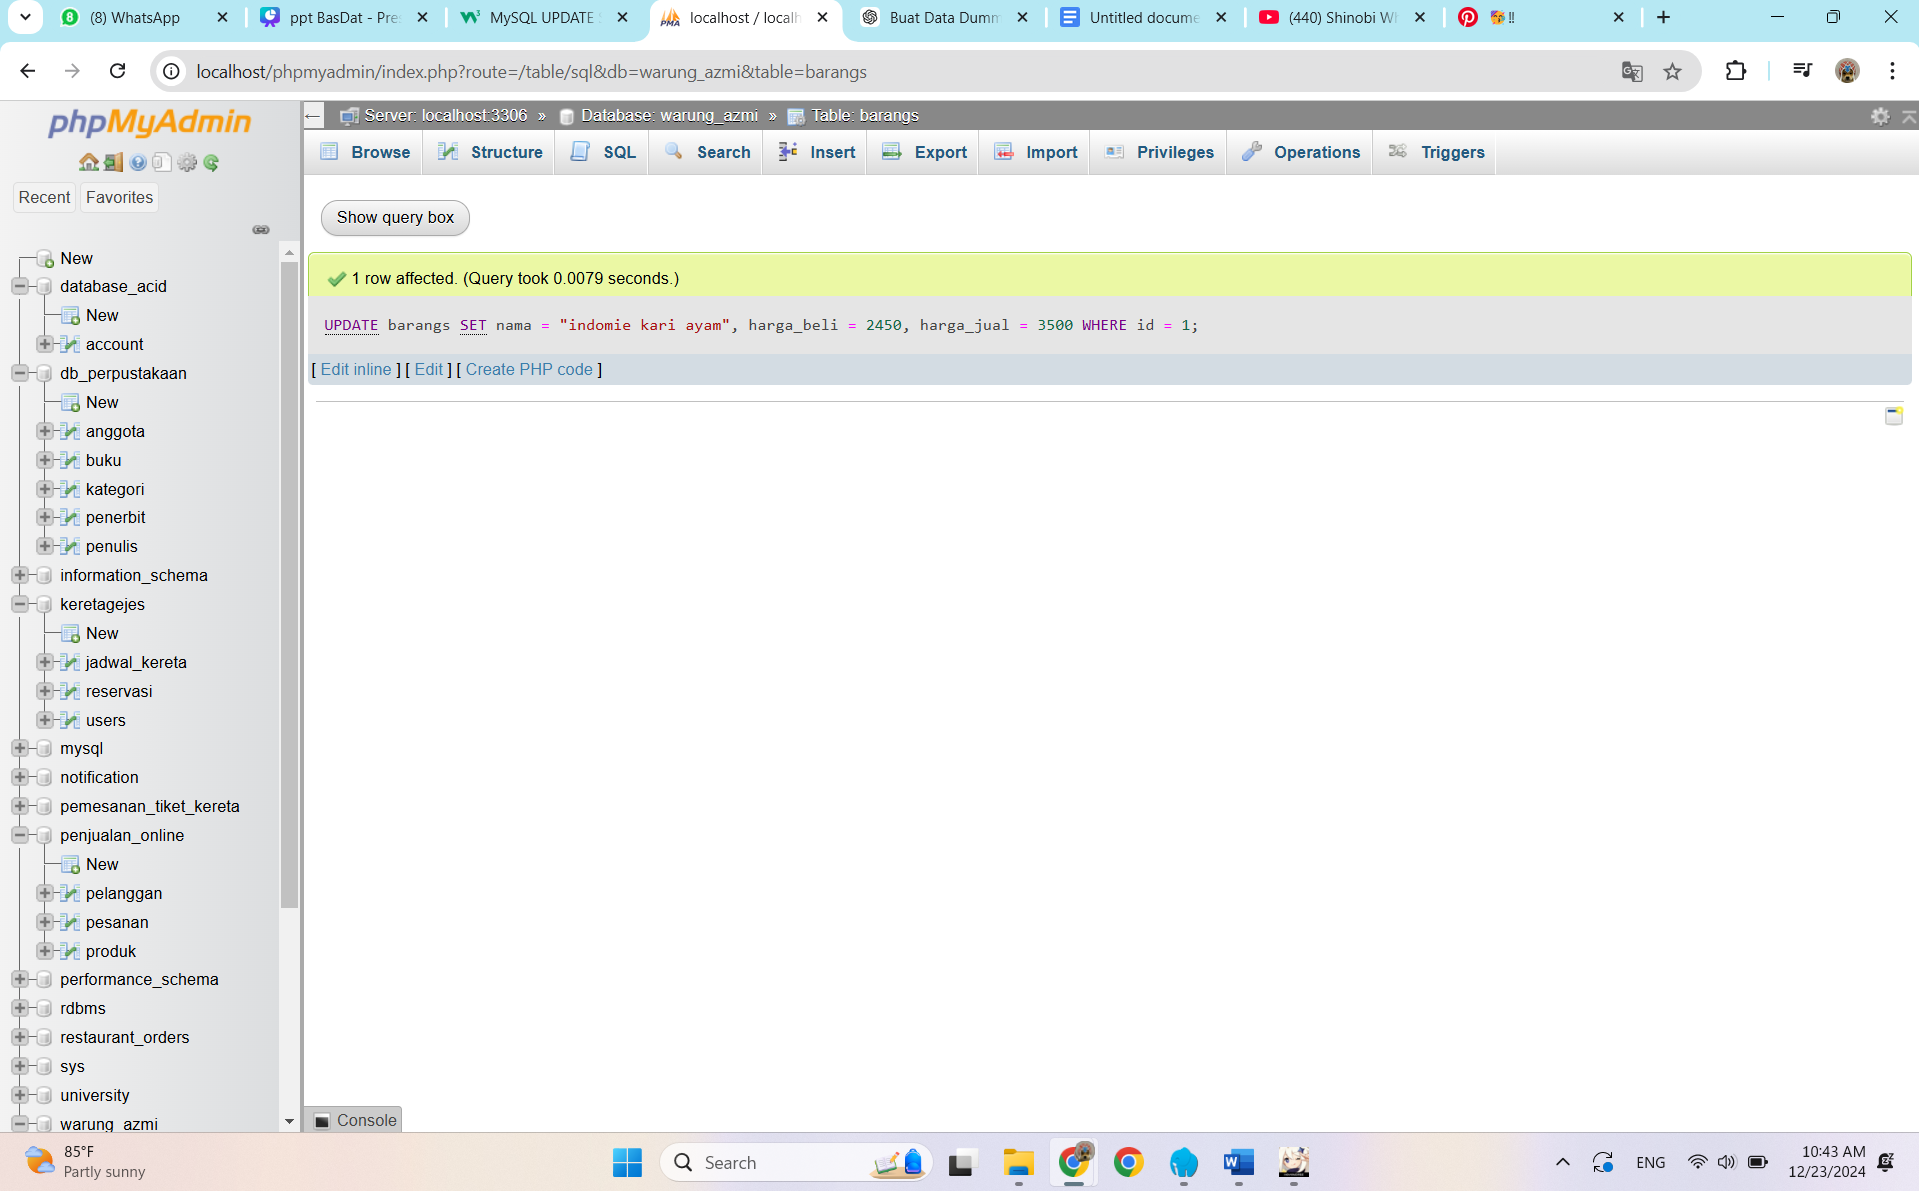 (8) WhatsApp
ppt BasDat - Pre
MySQL UPDATE
localhost / localh
Buat Data Dumm
Untitled docume
(440) Shinobi W
!!
localhost/phpmyadmin/index.php?route=/table/sql&db=warung_azmi&table=barangs
phpMyAdmin
Recent
Favorites
New
database_acid
New
account
db_perpustakaan
New
anggota
buku
kategori
penerbit
penulis
information_schema
keretagejes
New
jadwal_kereta
reservasi
users
mysql
notification
pemesanan_tiket_kereta
penjualan_online
New
pelanggan
pesanan
produk
performance_schema
rdbms
restaurant_orders
sys
university
warung_azmi
Server: localhost:3306 » Database: warung_azmi » Table: barangs
Browse Structure SQL Search Insert Export Import Privileges Operations Triggers
Show query box
1 row affected. (Query took 0.0079 seconds.)
UPDATE barangs SET nama = "indomie kari ayam", harga_beli = 2450, harga_jual = 3500 WHERE id = 1;
[ Edit inline ] [ Edit ] [ Create PHP code ]
Console
85°F
Partly sunny
Search
ENG
10:43 AM
12/23/2024